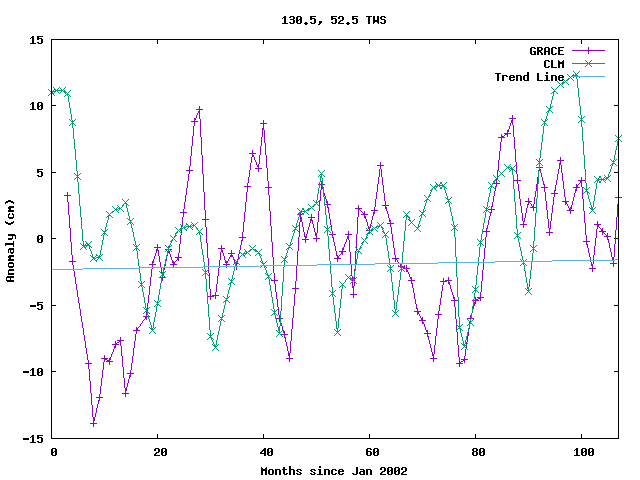 130.5, 52.5 TWS
GRACE
CLM
Trend Line
15
10
5
0
-5
-10
-15
Anomaly (cm)
0 20 40 60 80 100
Months since Jan 2002